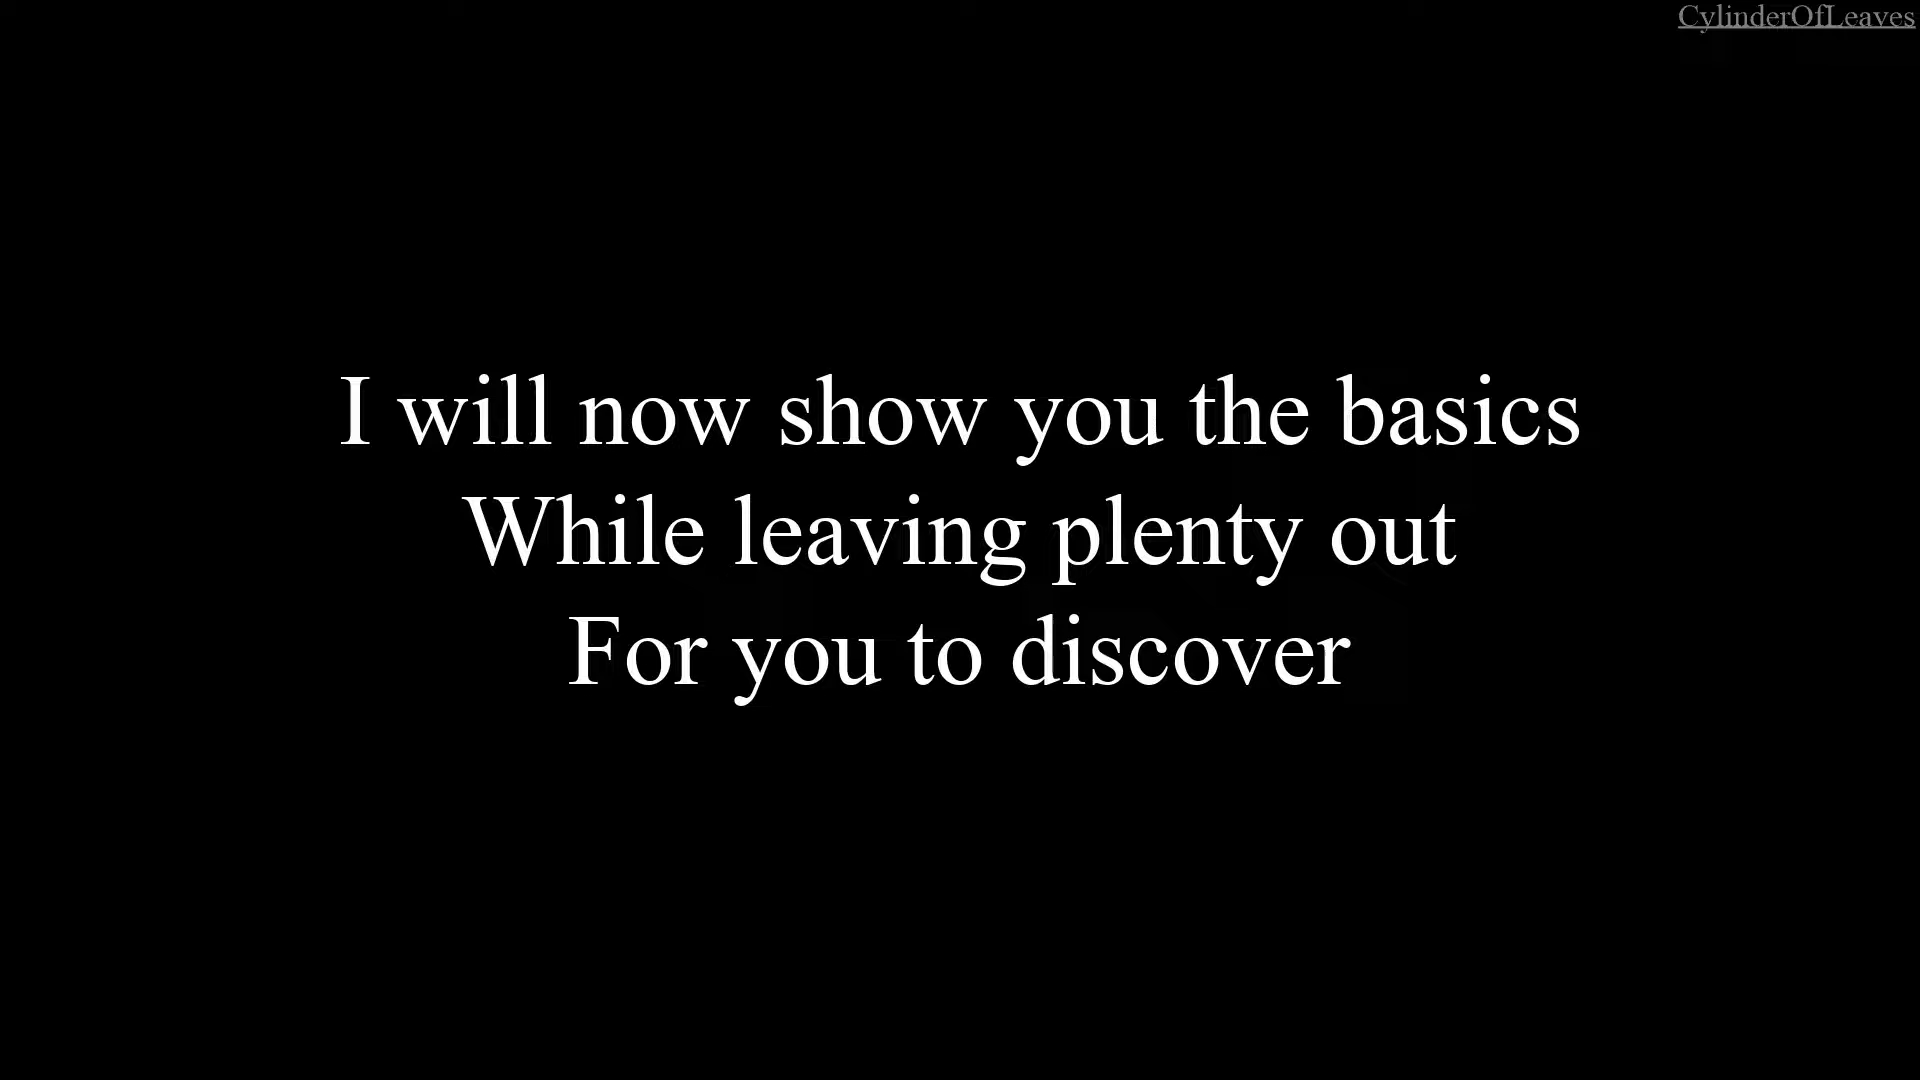 CylinderOfLeaves
I will now show you the basics
While leaving plenty out
For you to discover